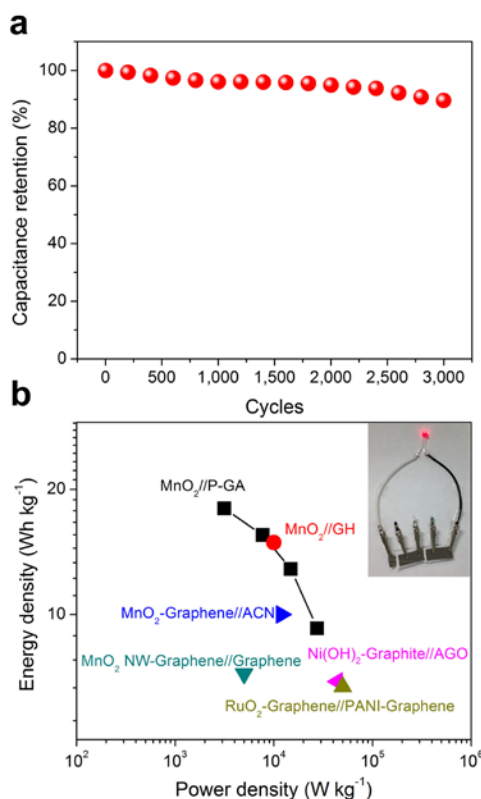 a
Capacitance retention (%)
100
80
60
40
20
0
0 500 1,000 1,500 2,000 2,500 3,000
Cycles
b
Energy density (Wh kg⁻¹)
20
10
MnO₂//P-GA
MnO₂//GH
MnO₂-Graphene//ACN
MnO₂ NW-Graphene//Graphene
Ni(OH)₂-Graphite//AGO
RuO₂-Graphene//PANI-Graphene
10² 10³ 10⁴ 10⁵ 10⁶
Power density (W kg⁻¹)